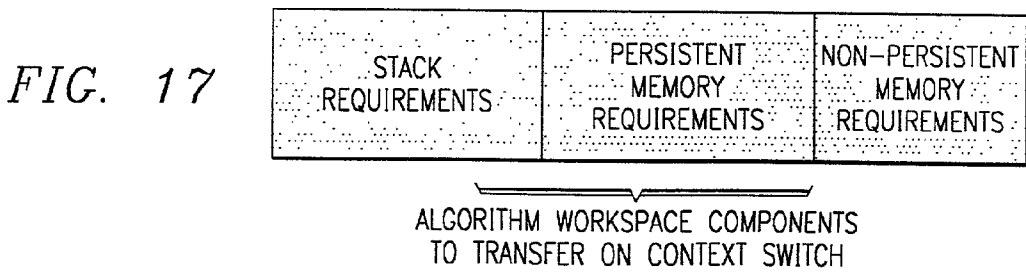 FIG. 17
STACK
REQUIREMENTS
PERSISTENT
MEMORY
REQUIREMENTS
NON-PERSISTENT
MEMORY
REQUIREMENTS
ALGORITHM WORKSPACE COMPONENTS
TO TRANSFER ON CONTEXT SWITCH